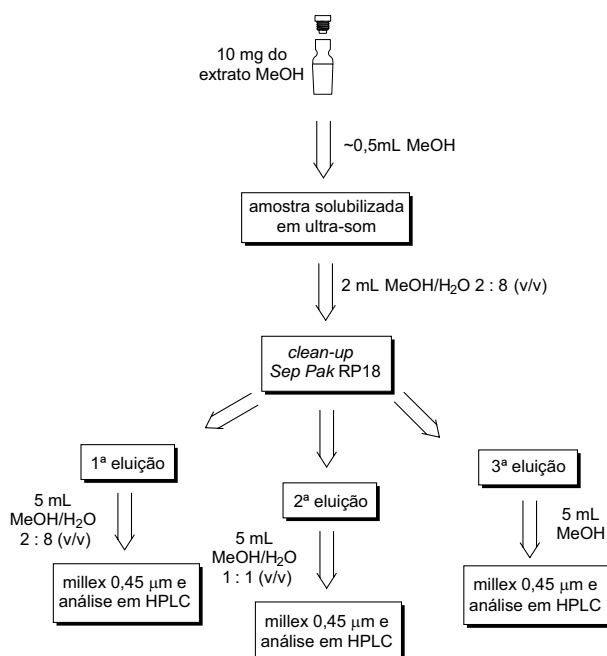 10 mg do
extrato MeOH
~0,5mL MeOH
amostra solubilizada
em ultra-som
2 mL MeOH/H₂O 2 : 8 (v/v)
clean-up
Sep Pak RP18
1ª eluição
5 mL
MeOH/H₂O
2 : 8 (v/v)
millex 0,45 µm e
análise em HPLC
2ª eluição
5 mL
MeOH/H₂O
1 : 1 (v/v)
millex 0,45 µm e
análise em HPLC
3ª eluição
5 mL
MeOH
millex 0,45 µm e
análise em HPLC